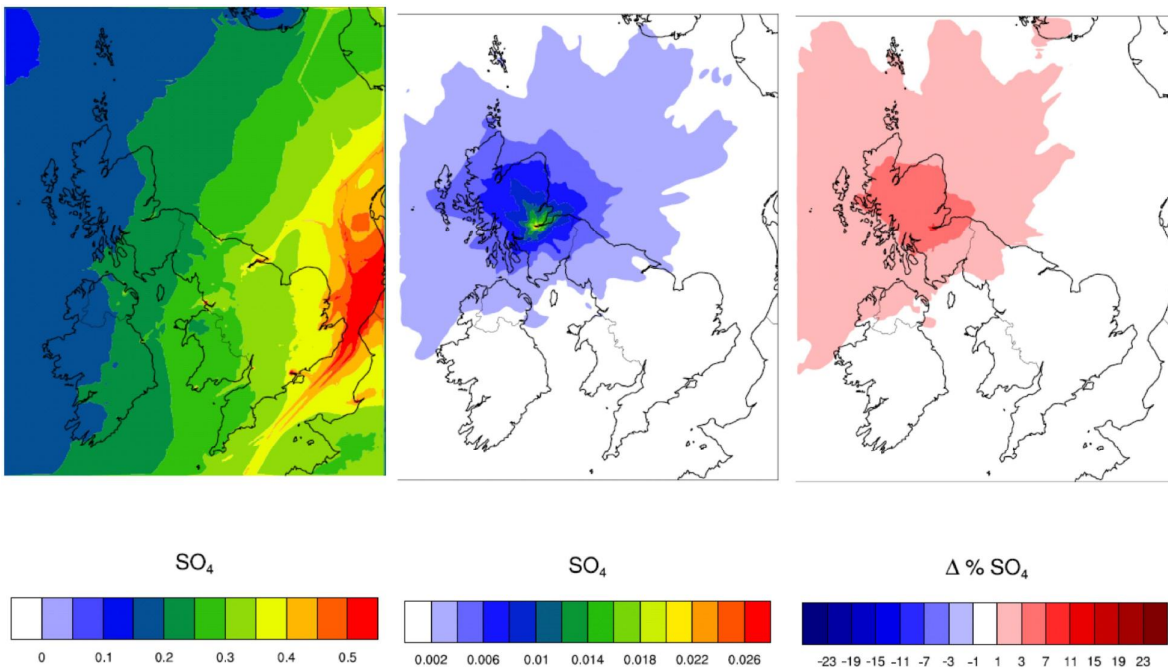 SO₄
0 0.1 0.2 0.3 0.4 0.5
SO₄
0.002 0.006 0.01 0.014 0.018 0.022 0.026
Δ % SO₄
-23 -19 -15 -11 -7 -3 -1 1 3 7 11 15 19 23